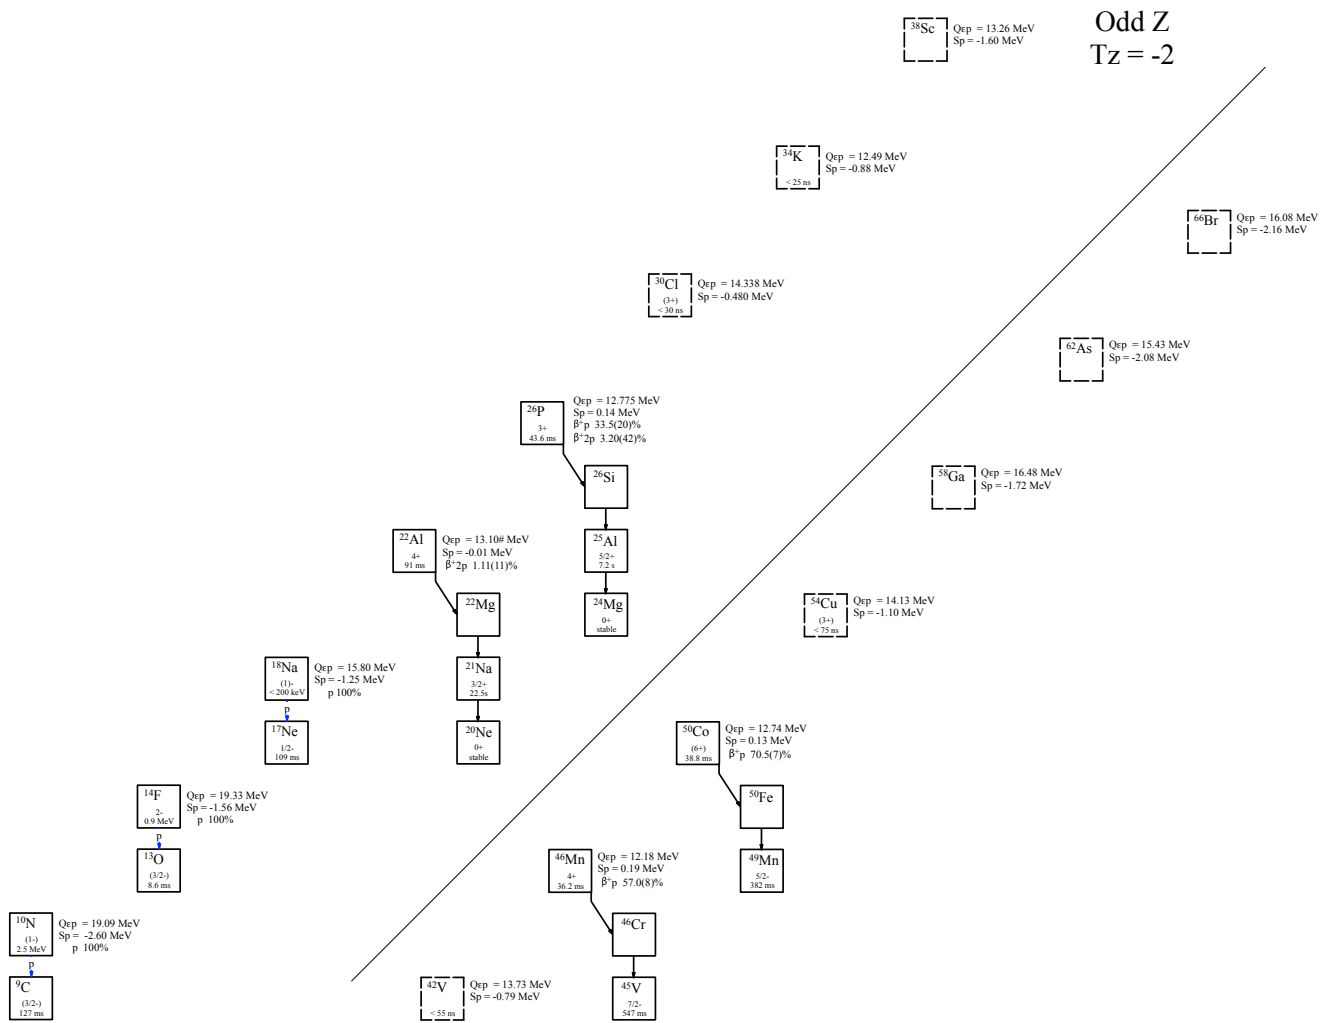 Odd Z
Tz = -2
38Sc
Qεp = 13.26 MeV
Sp = -1.60 MeV
34K
< 25 ns
Qεp = 12.49 MeV
Sp = -0.88 MeV
66Br
Qεp = 16.08 MeV
Sp = -2.16 MeV
30Cl
(3+)
< 30 ns
Qεp = 14.338 MeV
Sp = -0.480 MeV
62As
Qεp = 15.43 MeV
Sp = -2.08 MeV
26P
3+
43.6 ms
Qεp = 12.775 MeV
Sp = 0.14 MeV
β+p 33.5(20)%
β+2p 3.20(42)%
26Si
58Ga
Qεp = 16.48 MeV
Sp = -1.72 MeV
22Al
4+
91 ms
Qεp = 13.10# MeV
Sp = -0.01 MeV
β+2p 1.11(11)%
25Al
5/2+
7.2 s
22Mg
24Mg
0+
stable
54Cu
(3+)
< 75 ns
Qεp = 14.13 MeV
Sp = -1.10 MeV
18Na
(1)-
< 200 keV
Qεp = 15.80 MeV
Sp = -1.25 MeV
p 100%
p
21Na
3/2+
22.5s
17Ne
1/2-
109 ms
20Ne
0+
stable
50Co
(6+)
38.8 ms
Qεp = 12.74 MeV
Sp = 0.13 MeV
β+p 70.5(7)%
14F
2-
0.9 MeV
Qεp = 19.33 MeV
Sp = -1.56 MeV
p 100%
p
50Fe
13O
(3/2-)
8.6 ms
46Mn
4+
36.2 ms
Qεp = 12.18 MeV
Sp = 0.19 MeV
β+p 57.0(8)%
49Mn
5/2-
382 ms
10N
(1-)
2.5 MeV
Qεp = 19.09 MeV
Sp = -2.60 MeV
p 100%
p
46Cr
9C
(3/2-)
127 ms
42V
< 55 ns
Qεp = 13.73 MeV
Sp = -0.79 MeV
45V
7/2-
547 ms